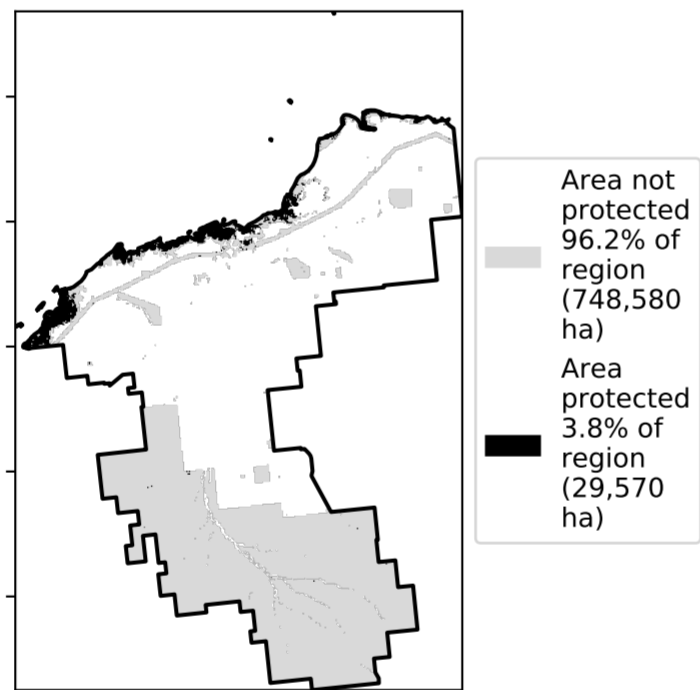 Area not
protected
96.2% of
region
(748,580
ha)
Area
protected
3.8% of
region
(29,570
ha)